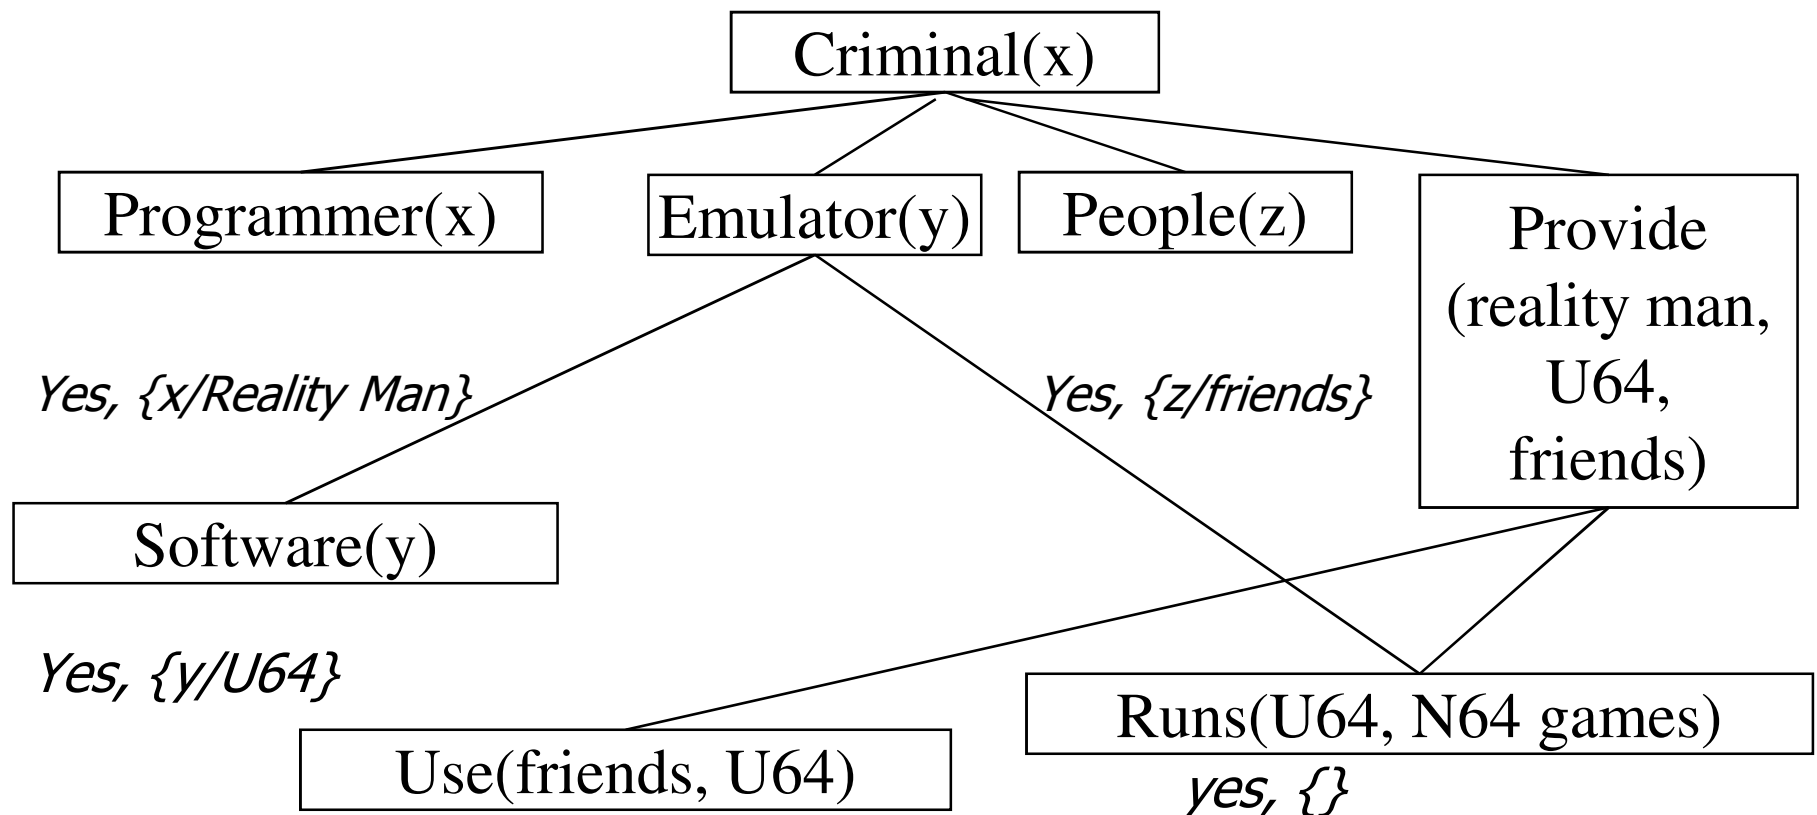 Criminal(x)
Programmer(x)
Emulator(y)
People(z)
Provide
(reality man,
U64,
friends)
Yes, {x/Reality Man}
Yes, {z/friends}
Software(y)
Yes, {y/U64}
Runs(U64, N64 games)
Use(friends, U64)
yes, {}